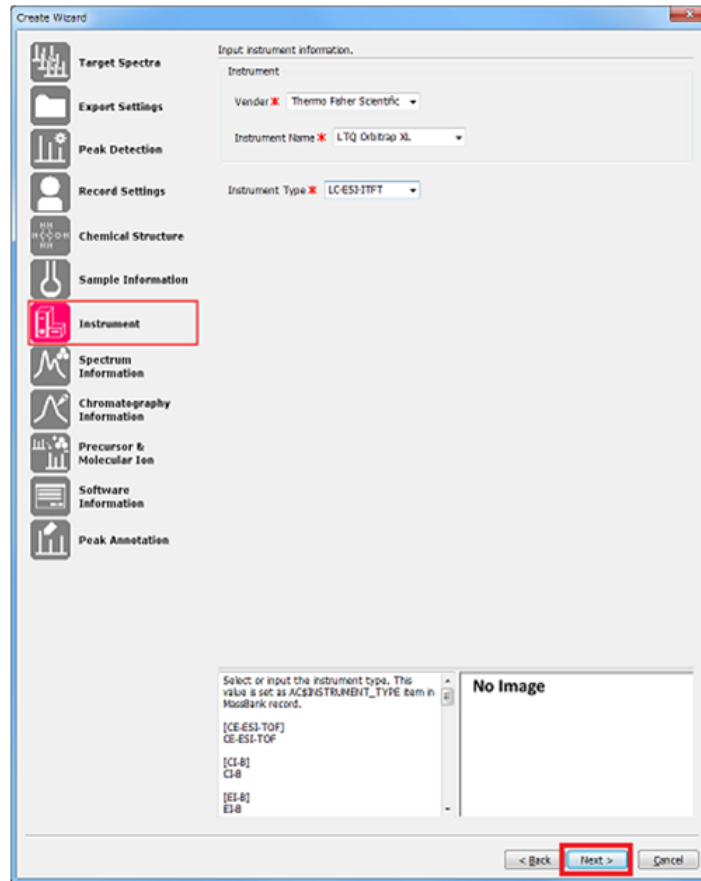 Create Wizard
Target Spectra
Export Settings
Peak Detection
Record Settings
Chemical Structure
Sample Information
Instrument
Spectrum
Information
Chromatography
Information
Precursor &
Molecular Ion
Software
Information
Peak Annotation
Input instrument information.
Instrument
Vender Thermo Fisher Scientific
Instrument Name LTQ Orbitrap XL
Instrument Type LC-ESI-ITFT
Select or input the instrument type. This
value is set as AC$INSTRUMENT_TYPE item in
MassBank record.
[CE-ESI-TOF]
CE-ESI-TOF
[CI-B]
CI-B
[EI-B]
EI-B
No Image
< Back Next > Cancel